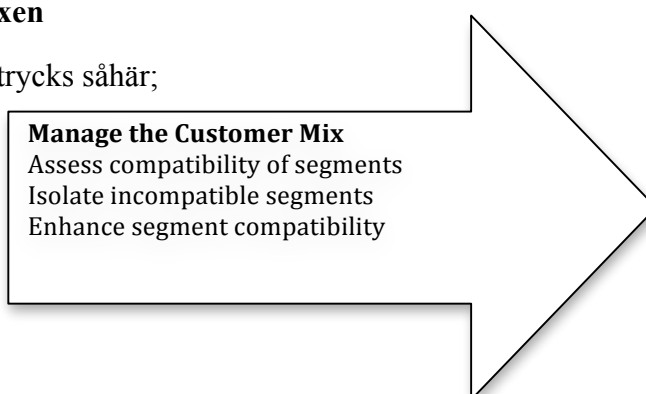 xen
trycks såhär;
Manage the Customer Mix
Assess compatibility of segments
Isolate incompatible segments
Enhance segment compatibility